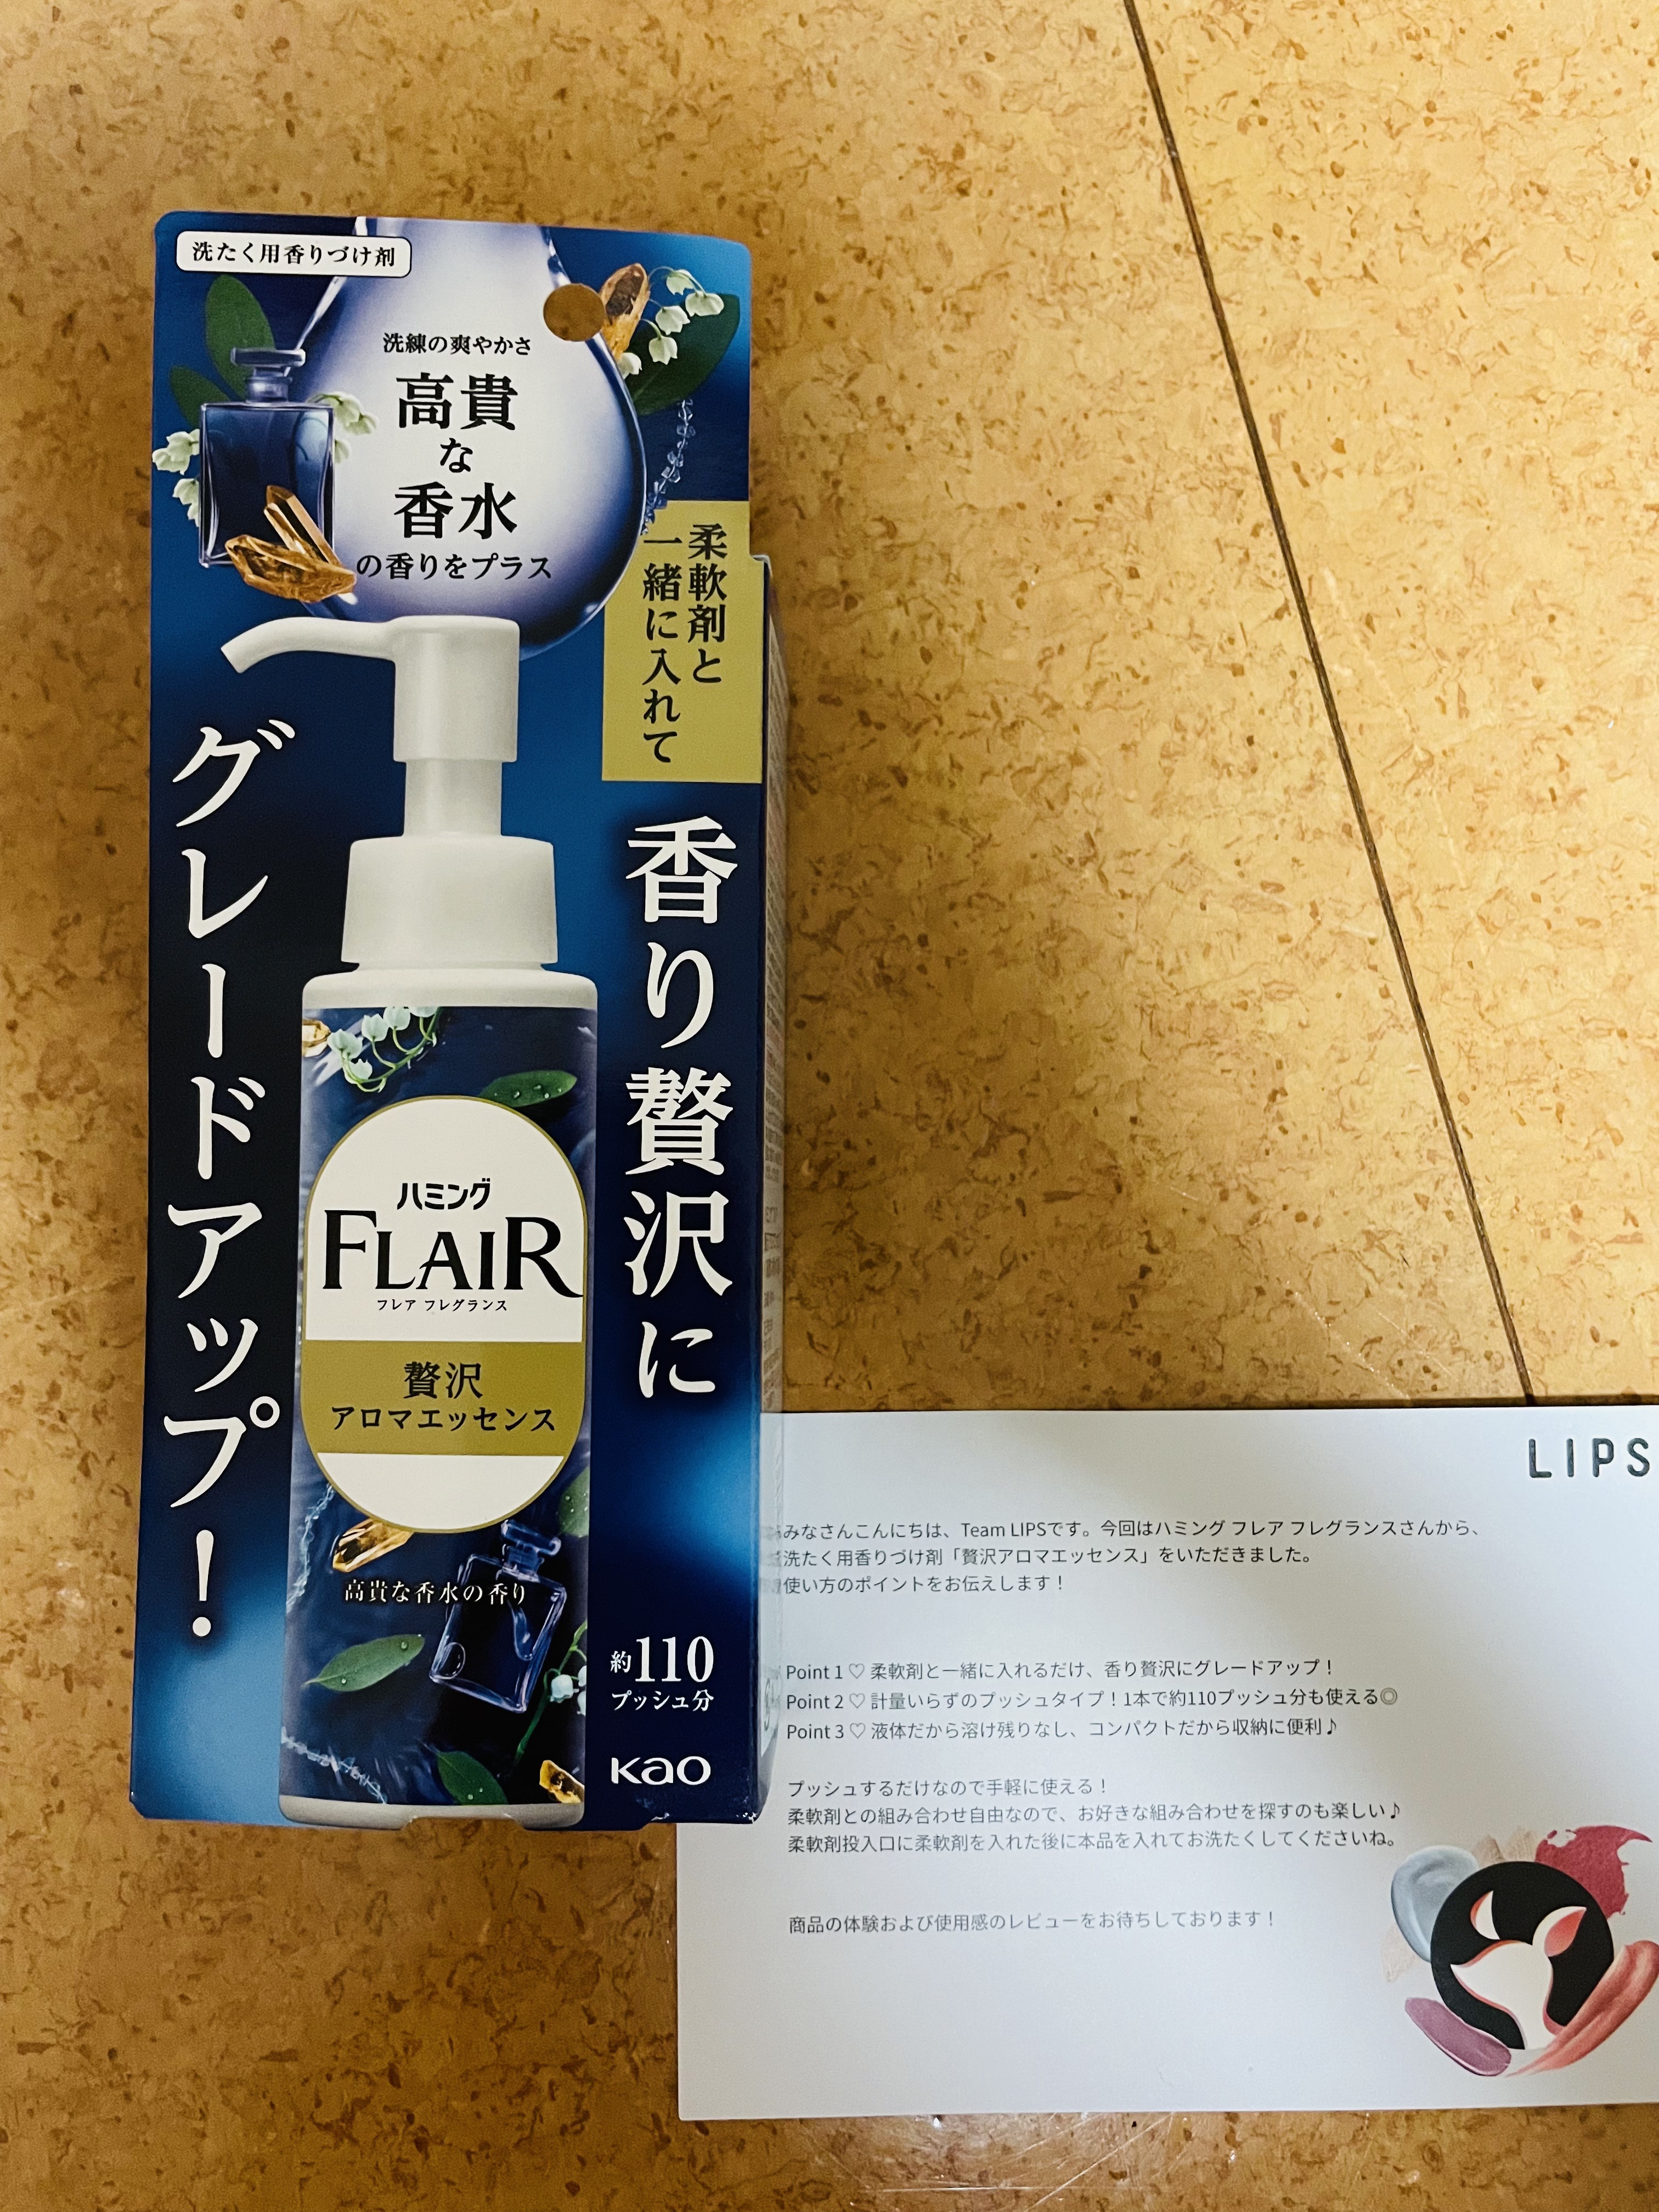 洗たく用香りづけ剤
洗練の爽やかさ
高貴
な
香水
の香りをプラス
柔軟剤と
一緒に入れて
香り贅沢に
グレードアップ!
ハミング
FLAIR
フレア フレグランス
贅沢
アロマエッセンス
高貴な香水の香り
約110
プッシュ分
Kao
LIPS
みなさんこんにちは、Team LIPSです。今回はハミング フレア フレグランスさんから、
洗たく用香りづけ剤「贅沢アロマエッセンス」をいただきました。
使い方のポイントをお伝えします!
Point 1 ♡ 柔軟剤と一緒に入れるだけ、香り贅沢にグレードアップ!
Point 2 ♡ 計量いらずのプッシュタイプ!1本で約110プッシュ分も使える◎
Point 3 ♡ 液体だから溶け残りなし、コンパクトだから収納に便利♪
プッシュするだけなので手軽に使える!
柔軟剤との組み合わせ自由なので、お好きな組み合わせを探すのも楽しい♪
柔軟剤投入口に柔軟剤を入れた後に本品を入れてお洗たくしてくださいね。
商品の体験および使用感のレビューをお待ちしております!